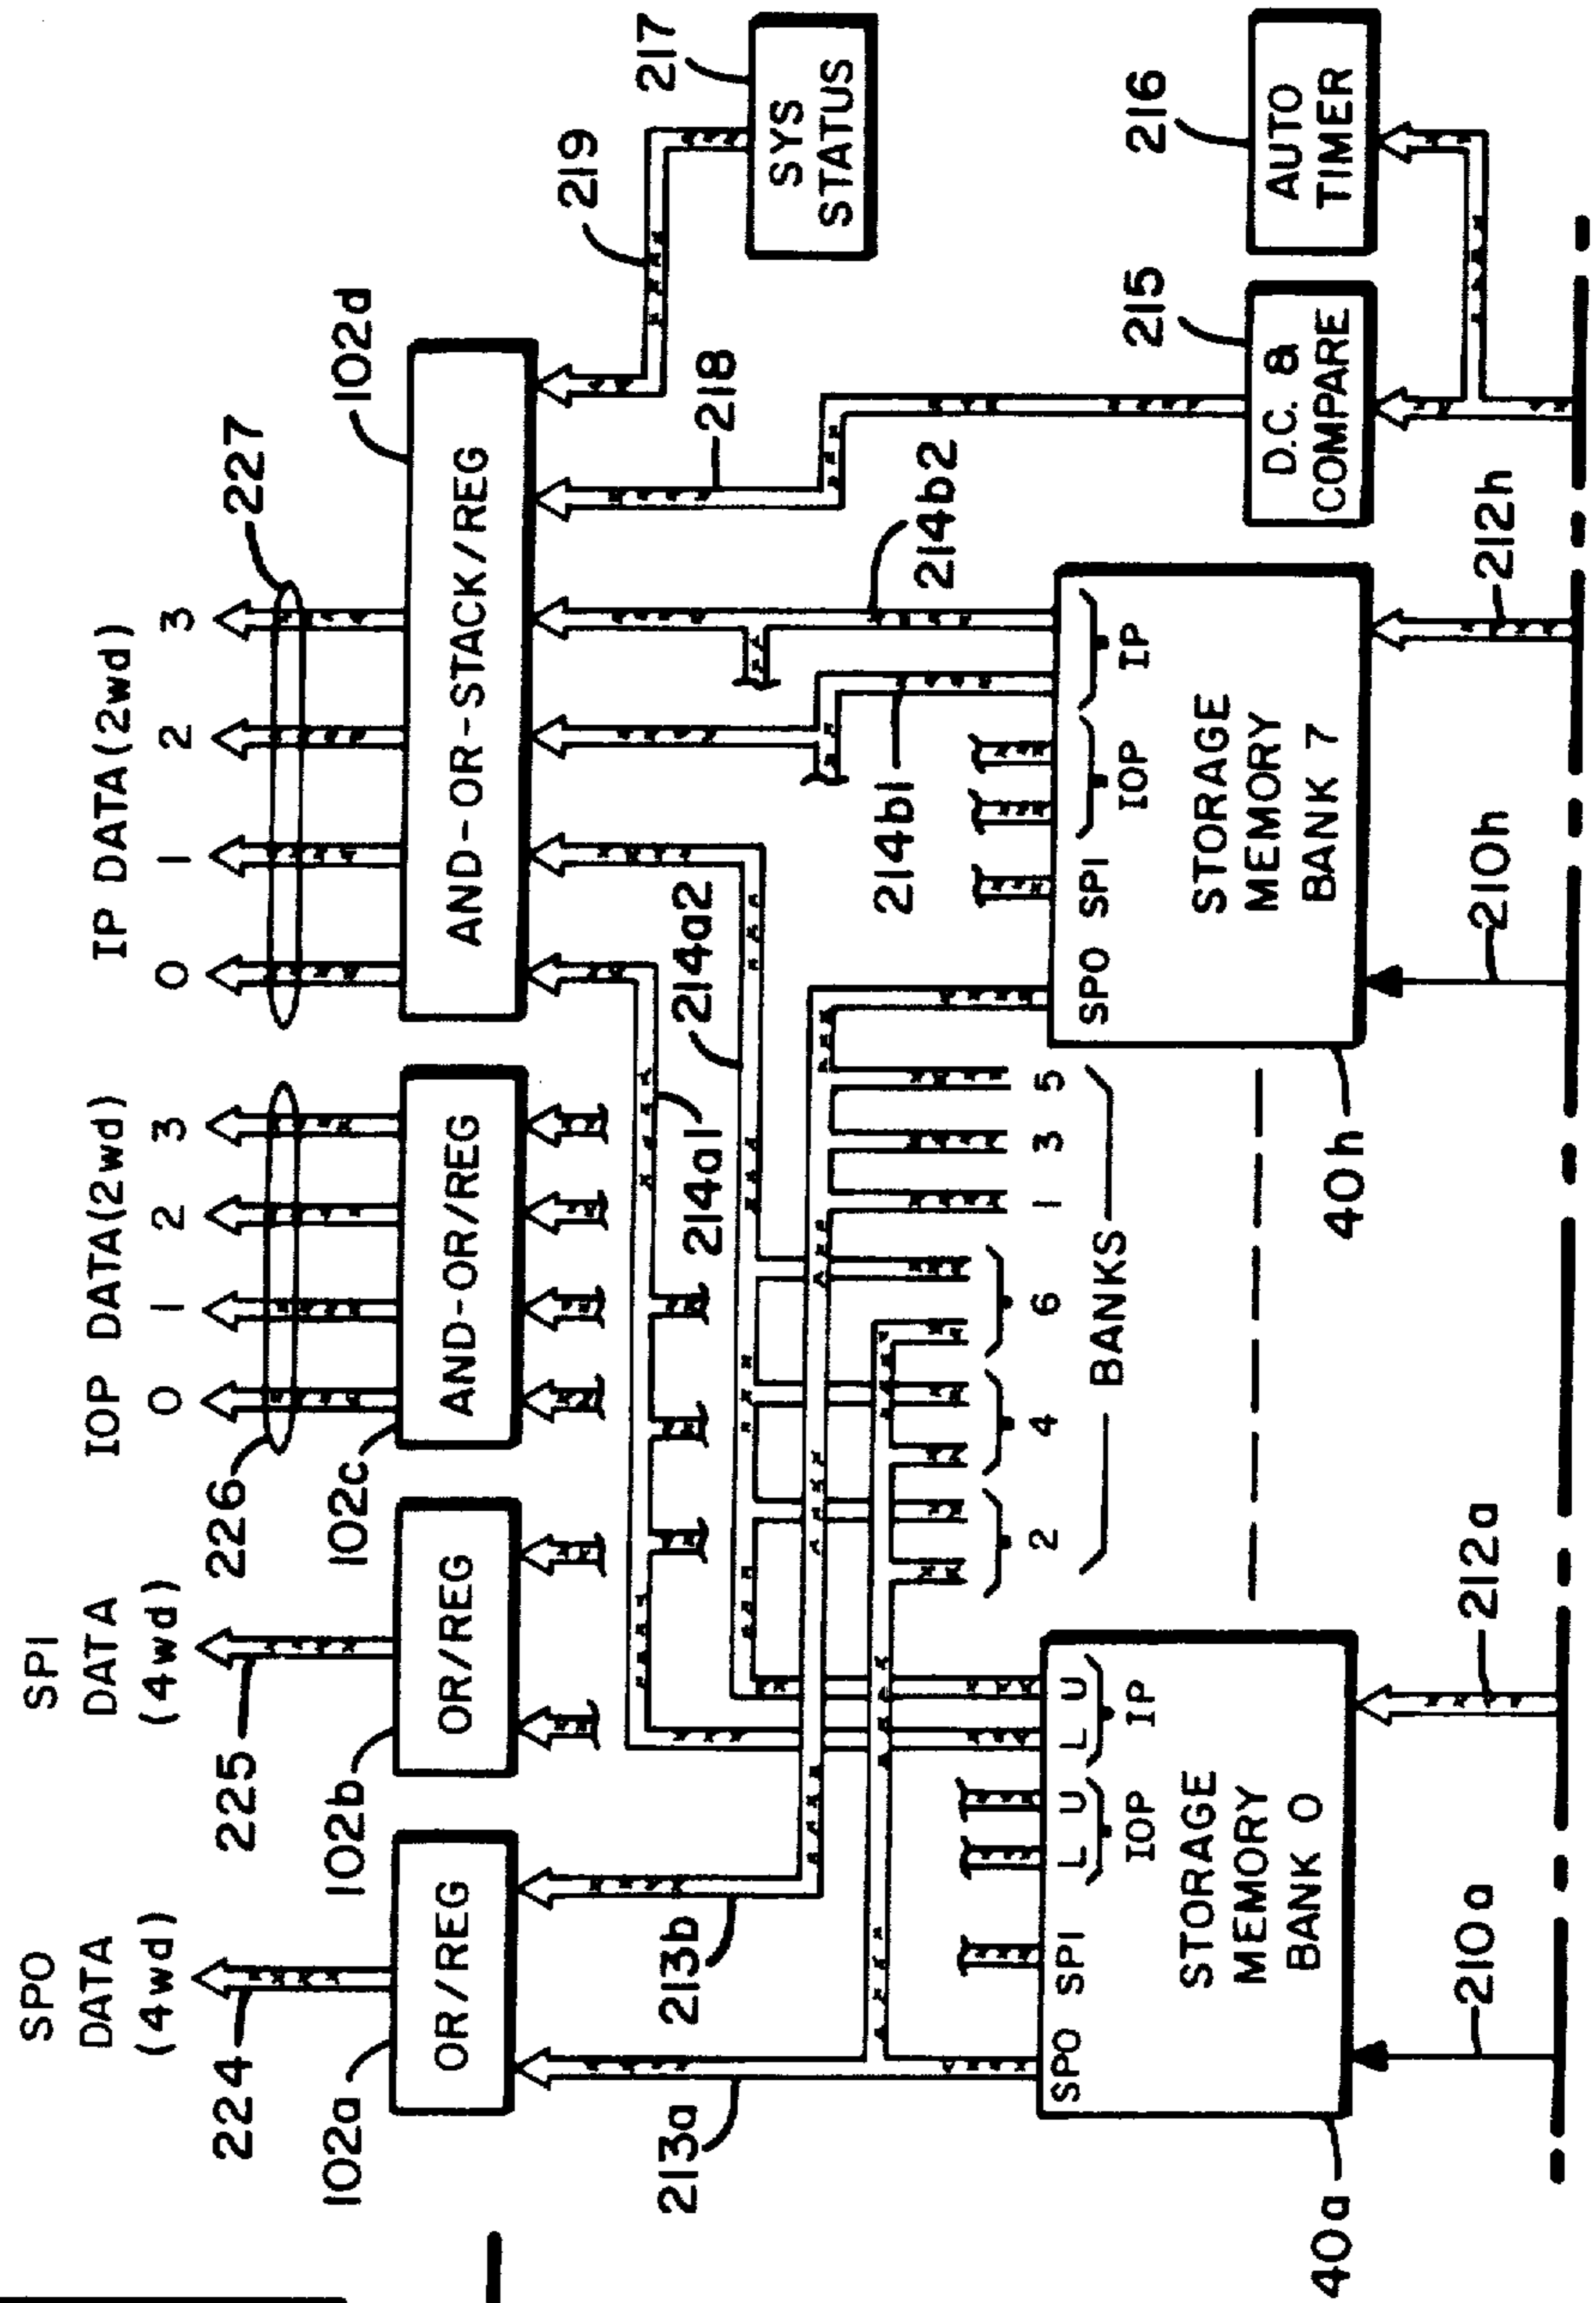 SPO
DATA
(4wd)
SPI
DATA
(4wd)
IOP DATA(2wd)
0 1 2 3
IP DATA(2wd)
0 1 2 3
224
225
226
227
102a
102b
102c
102d
OR/REG
OR/REG
AND-OR/REG
AND-OR-STACK/REG
219
217
SYS
STATUS
213a
213b
214a1
214a2
214b1
214b2
218
215
216
SPO SPI L U L U
IOP IP
STORAGE
MEMORY
BANK 0
2 4 6 1 3 5
BANKS
SPO SPI
IOP IP
STORAGE
MEMORY
BANK 7
D.C. &
COMPARE
AUTO
TIMER
40a
210a
212a
40h
210h
212h